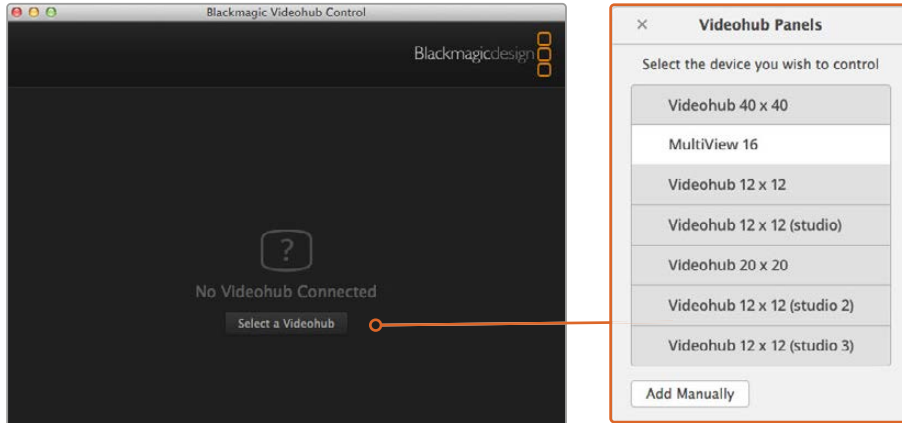 Blackmagic Videohub Control
Blackmagicdesign
?
No Videohub Connected
Select a Videohub
× Videohub Panels
Select the device you wish to control
Videohub 40 x 40
MultiView 16
Videohub 12 x 12
Videohub 12 x 12 (studio)
Videohub 20 x 20
Videohub 12 x 12 (studio 2)
Videohub 12 x 12 (studio 3)
Add Manually